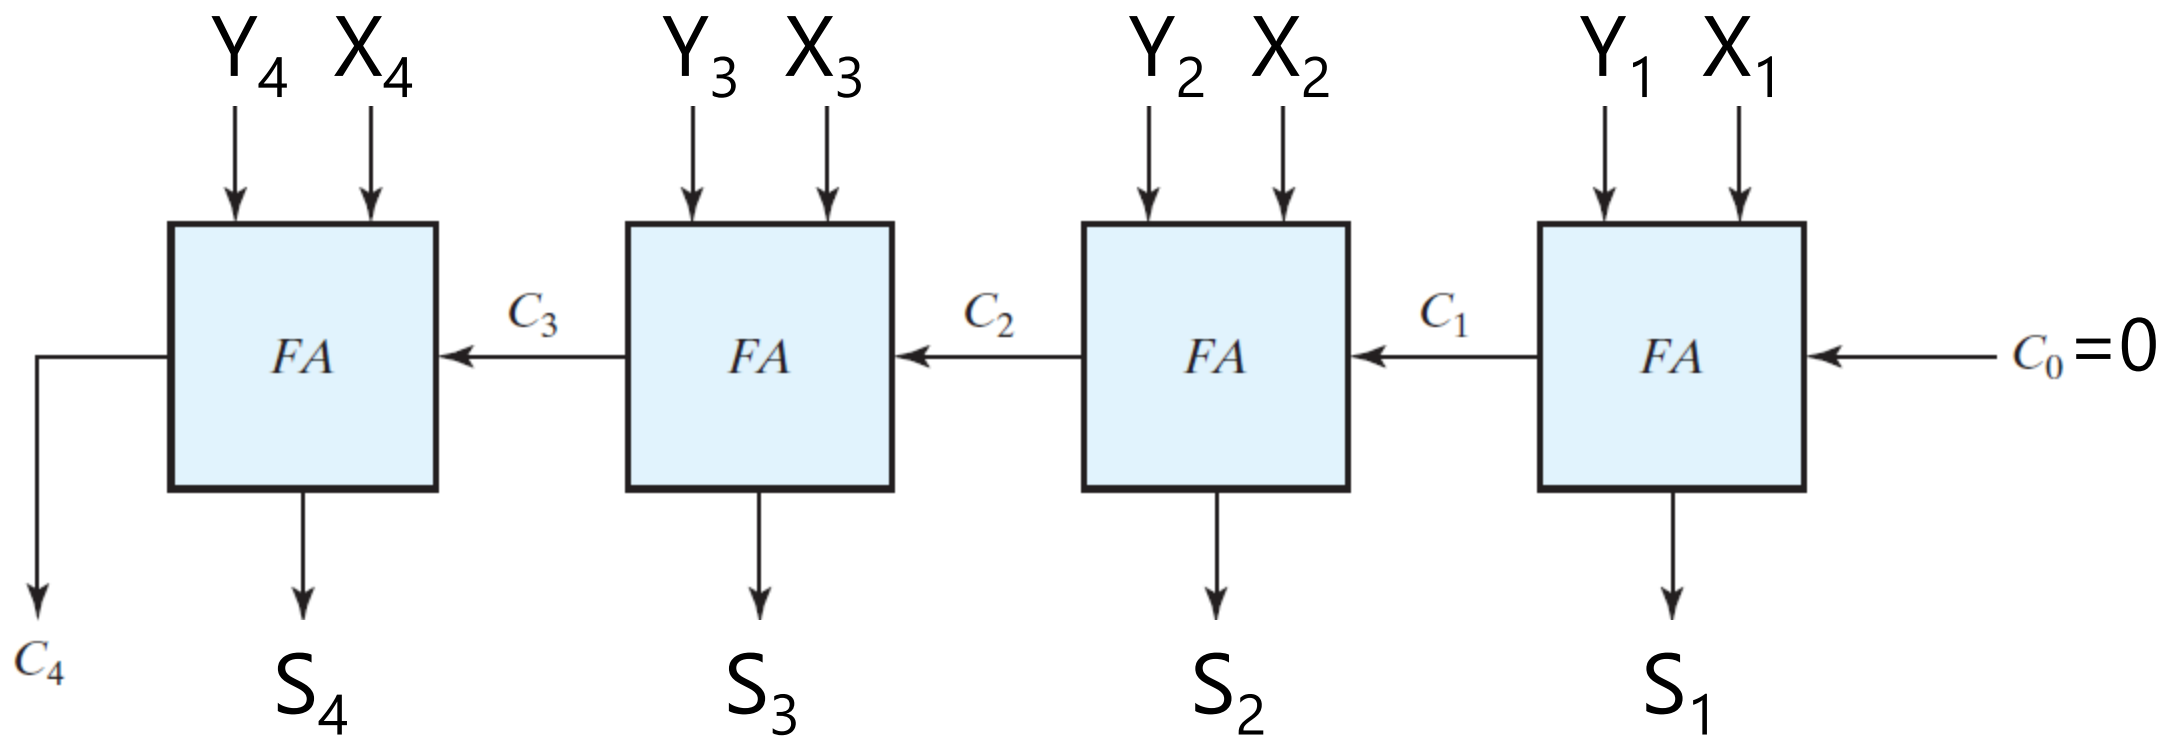 Y4 X4 Y3 X3 Y2 X2 Y1 X1
C3 C2 C1
FA FA FA FA C0 =0
C4 S4 S3 S2 S1